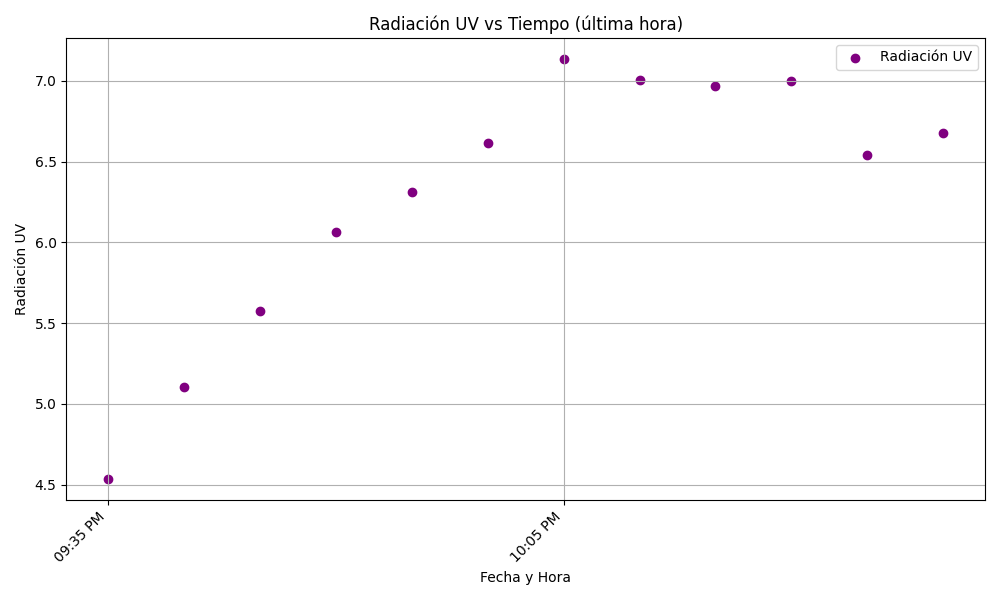 Radiación UV vs Tiempo (última hora)
Radiación UV
7.0
6.5
6.0
5.5
5.0
4.5
Radiación UV
09:35 PM
10:05 PM
Fecha y Hora